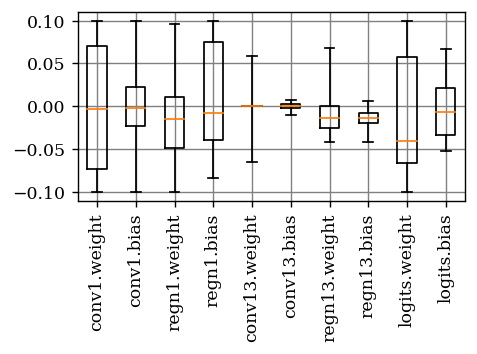 0.10
0.05
0.00
−0.05
−0.10
conv1.weight
conv1.bias
regn1.weight
regn1.bias
conv13.weight
conv13.bias
regn13.weight
regn13.bias
logits.weight
logits.bias